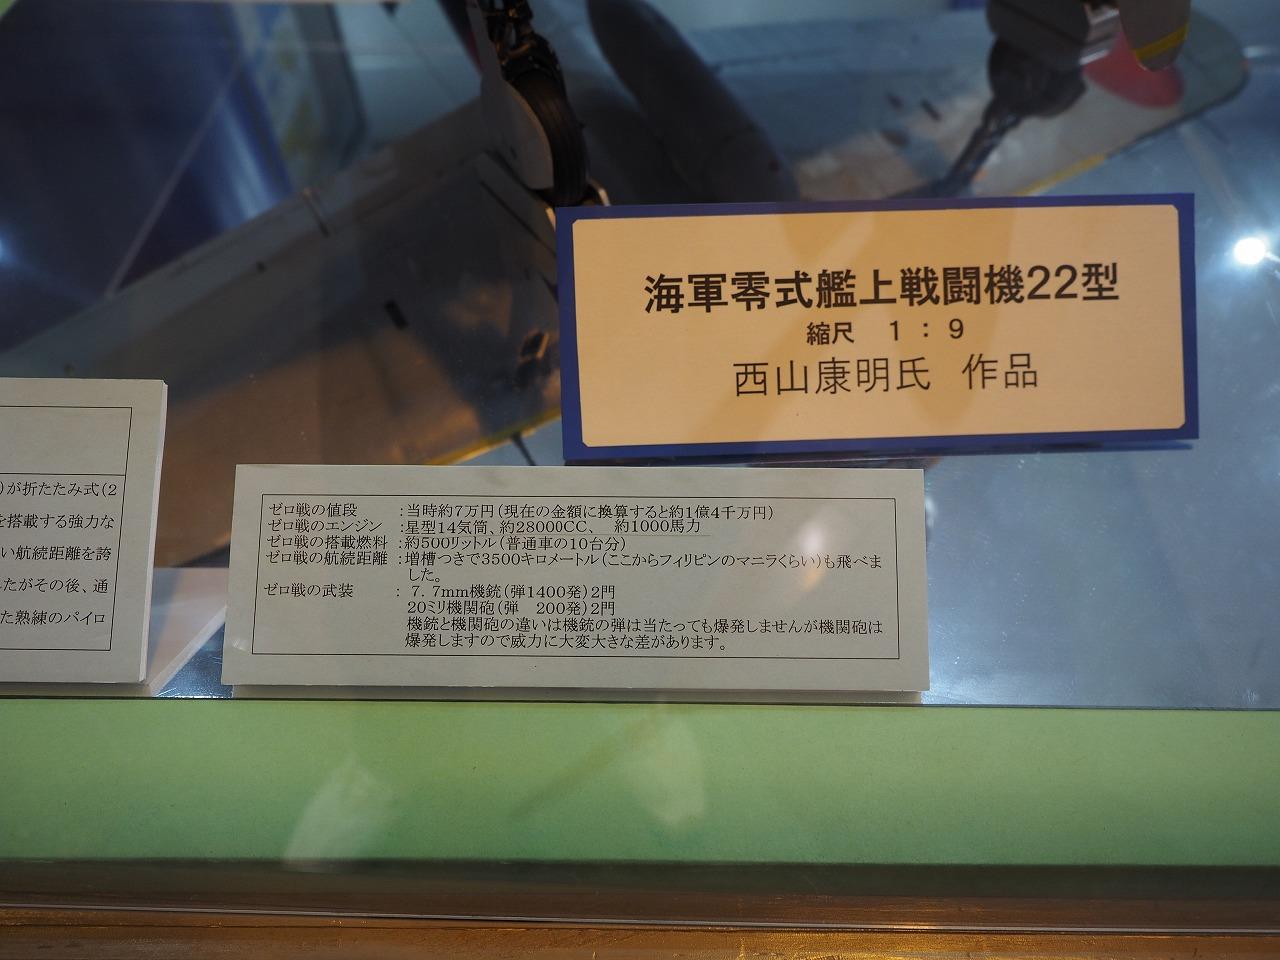 海軍零式艦上戦闘機22型
縮尺 1:9
西山康明氏 作品
)が折たたみ式(2
を搭載する強力な
い航続距離を誇
たがその後、通
た熟練のパイロ
ゼロ戦の値段 :当時約7万円(現在の金額に換算すると約1億4千万円)
ゼロ戦のエンジン :星型14気筒、約28000CC、 約1000馬力
ゼロ戦の搭載燃料 :約500リットル(普通車の10台分)
ゼロ戦の航続距離 :増槽つきで3500キロメートル(ここからフィリピンのマニラくらい)も飛べま
した。
ゼロ戦の武装 : 7.7mm機銃(弾1400発)2門
20ミリ機関砲(弾 200発)2門
機銃と機関砲の違いは機銃の弾は当たっても爆発しませんが機関砲は
爆発しますので威力に大変大きな差があります。